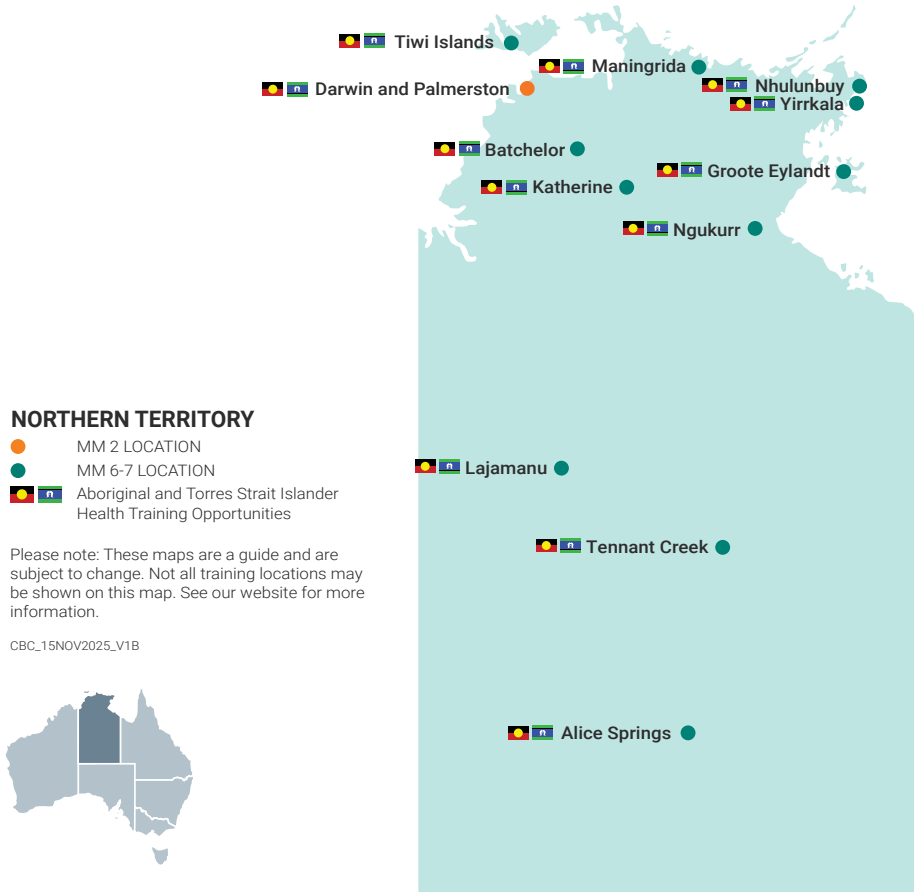 Tiwi Islands
Maningrida
Darwin and Palmerston
Nhulunbuy
Yirrkala
Batchelor
Groote Eylandt
Katherine
Ngukurr
NORTHERN TERRITORY
MM 2 LOCATION
MM 6-7 LOCATION
Aboriginal and Torres Strait Islander
Health Training Opportunities
Please note: These maps are a guide and are
subject to change. Not all training locations may
be shown on this map. See our website for more
information.
CBC_15NOV2025_V1B
Lajamanu
Tennant Creek
Alice Springs